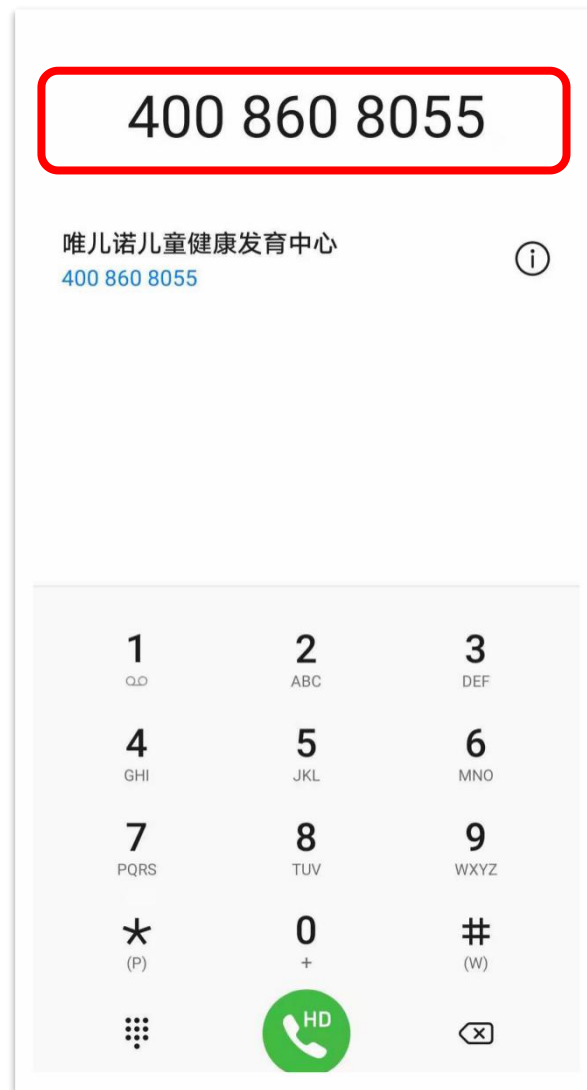 400 860 8055
唯儿诺儿童健康发育中心
400 860 8055
1 2 3
ABC DEF
4 5 6
GHI JKL MNO
7 8 9
PQRS TUV WXYZ
* 0 #
(P) + (W)
HD